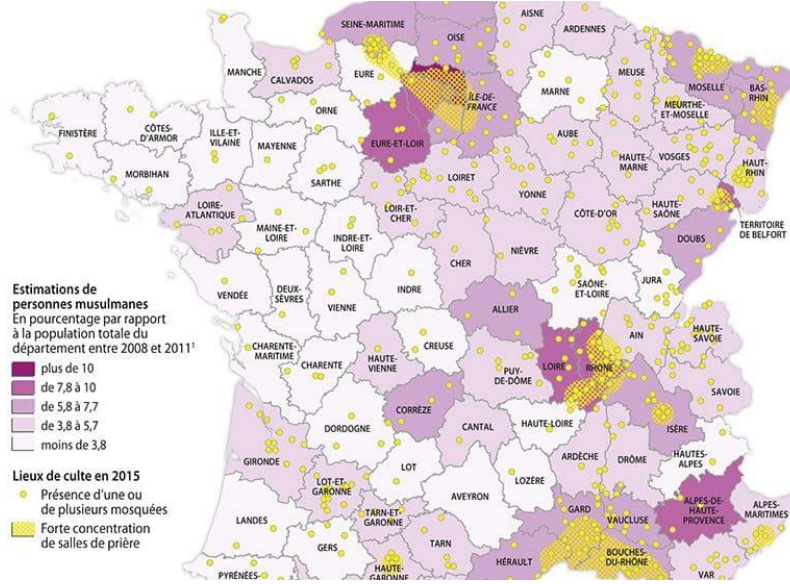 AISNE
SEINE-MARITIME
ARDENNES
OISE
MANCHE
CALVADOS
EURE
MEUSE
MOSELLE
BAS-
RHIN
ÎLE-DE-
FRANCE
MARNE
MEURTHE-
ET-MOSELLE
ORNE
FINISTÈRE
CÔTES-
D'ARMOR
ILLE-ET-
VILAINE
MAYENNE
EURE-ET-LOIR
AUBE
HAUTE-
MARNE
VOSGES
HAUT-
RHIN
MORBIHAN
SARTHE
LOIRET
YONNE
LOIRE-
ATLANTIQUE
LOIR-ET-
CHER
CÔTE-D'OR
HAUTE-
SAÔNE
TERRITOIRE
DE BELFORT
MAINE-ET-
LOIRE
INDRE-ET-
LOIRE
CHER
NIÈVRE
DOUBS
VENDÉE
DEUX-
SÈVRES
VIENNE
INDRE
SAÔNE-
ET-LOIRE
JURA
ALLIER
CHARENTE-
MARITIME
CHARENTE
HAUTE-
VIENNE
CREUSE
PUY-
DE-DÔME
LOIRE
RHÔNE
AIN
HAUTE-
SAVOIE
SAVOIE
CORRÈZE
DORDOGNE
CANTAL
HAUTE-LOIRE
ISÈRE
GIRONDE
LOT
ARDÈCHE
DRÔME
HAUTES-
ALPES
LOT-ET-
GARONNE
AVEYRON
LOZÈRE
LANDES
TARN-ET-
GARONNE
GARD
VAUCLUSE
ALPES-DE-
HAUTE-
PROVENCE
ALPES-
MARITIMES
GERS
TARN
HÉRAULT
BOUCHES-
DU-RHÔNE
VAR
PYRÉNÉES-
HAUTE-
GARONNE
Estimations de
personnes musulmanes
En pourcentage par rapport
à la population totale du
département entre 2008 et 2011¹
plus de 10
de 7,8 à 10
de 5,8 à 7,7
de 3,8 à 5,7
moins de 3,8
Lieux de culte en 2015
Présence d'une ou
de plusieurs mosquées
Forte concentration
de salles de prière